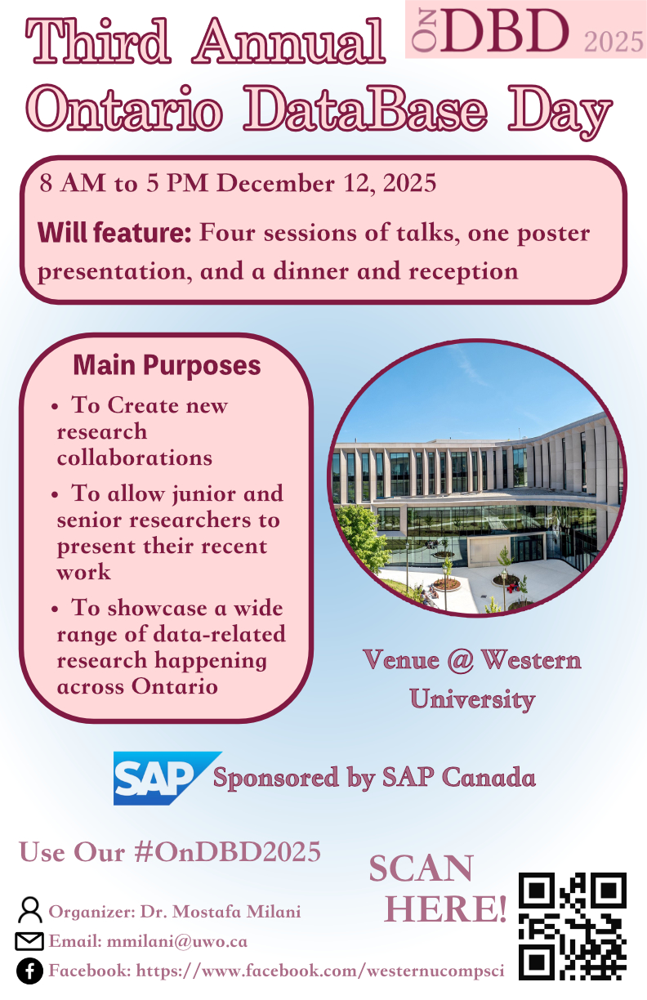 Third Annual
ON DBD 2025
Ontario DataBase Day
8 AM to 5 PM December 12, 2025
Will feature: Four sessions of talks, one poster
presentation, and a dinner and reception
Main Purposes
• To Create new
research
collaborations
• To allow junior and
senior researchers to
present their recent
work
• To showcase a wide
range of data-related
research happening
across Ontario
Venue @ Western
University
SAP Sponsored by SAP Canada
Use Our #OnDBD2025
SCAN
HERE!
Organizer: Dr. Mostafa Milani
Email: mmilani@uwo.ca
Facebook: https://www.facebook.com/westernucompsci